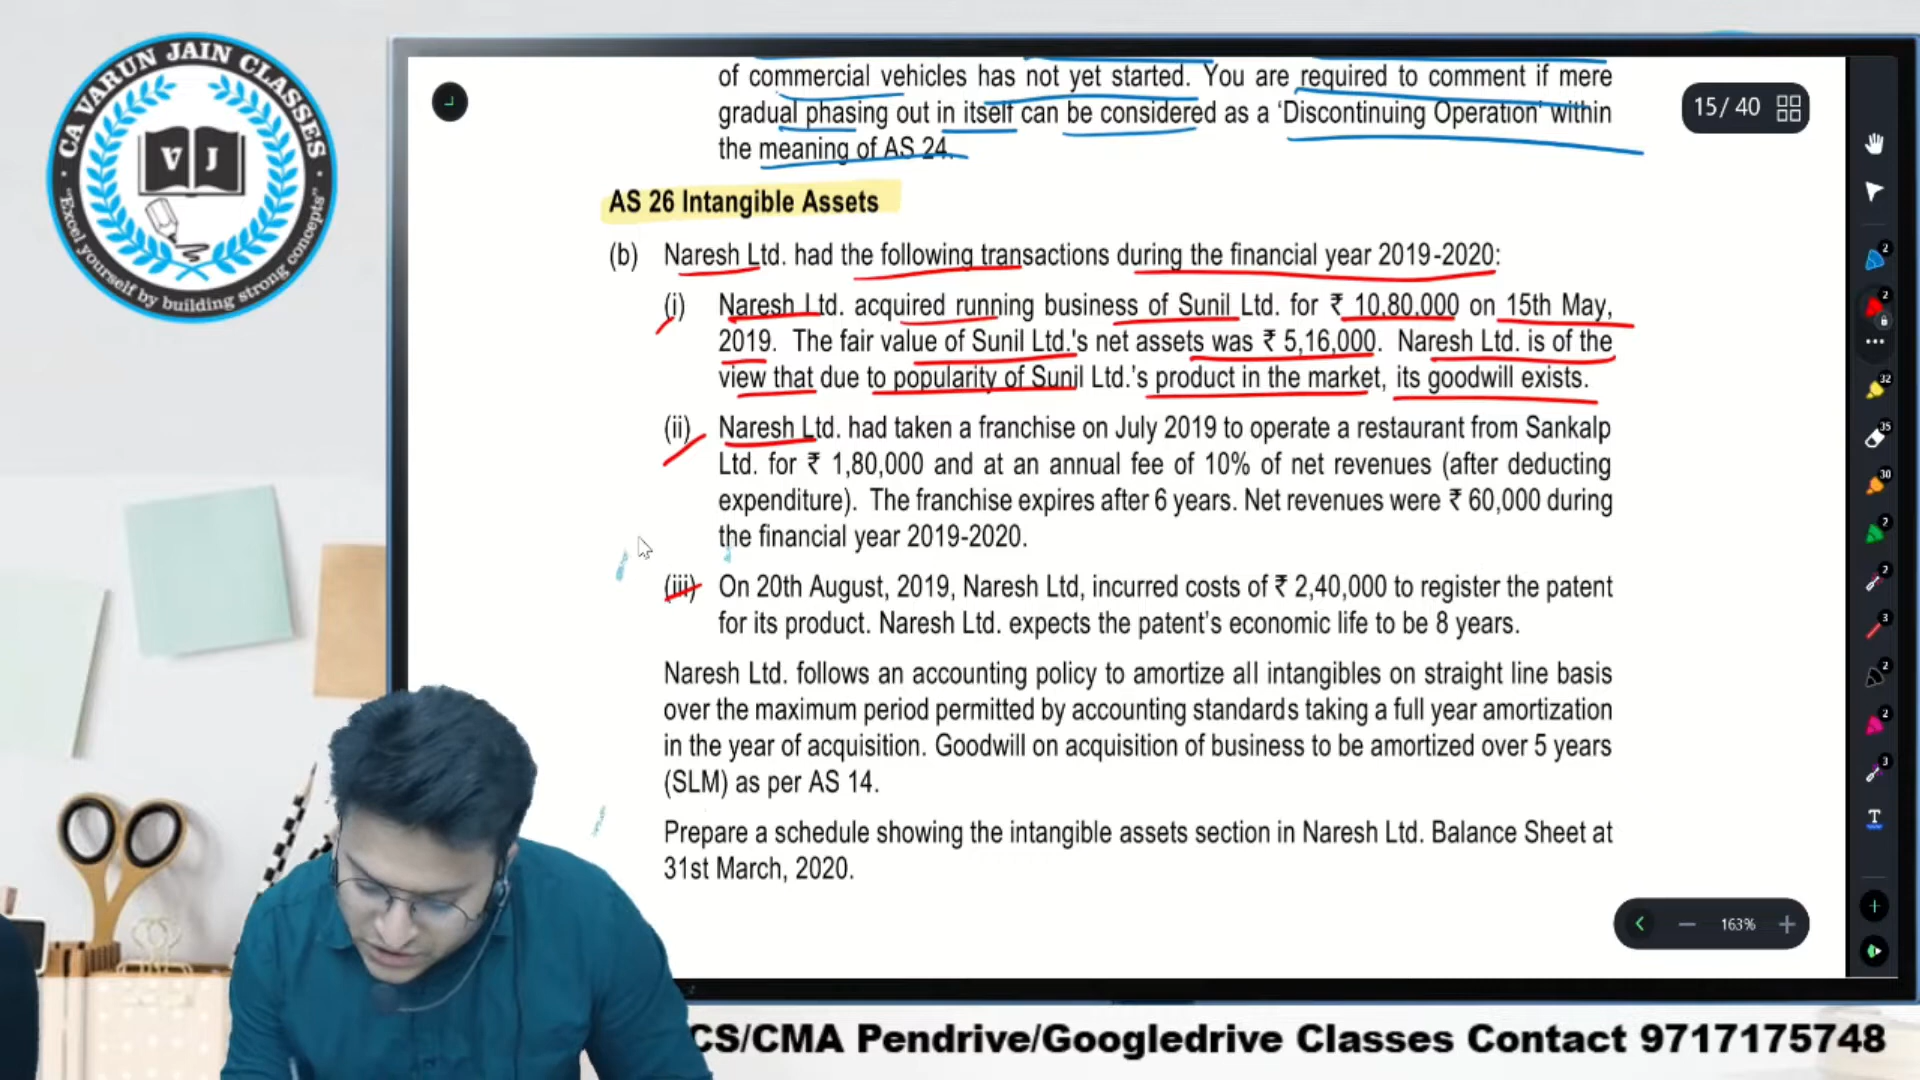 CA VARUN JAIN CLASSES
VJ
"Excel yourself by building strong concepts"
of commercial vehicles has not yet started. You are required to comment if mere
gradual phasing out in itself can be considered as a ‘Discontinuing Operation’ within
the meaning of AS 24.
15/ 40
AS 26 Intangible Assets
(b) Naresh Ltd. had the following transactions during the financial year 2019-2020:
(i) Naresh Ltd. acquired running business of Sunil Ltd. for ₹ 10,80,000 on 15th May,
2019. The fair value of Sunil Ltd.'s net assets was ₹ 5,16,000. Naresh Ltd. is of the
view that due to popularity of Sunil Ltd.'s product in the market, its goodwill exists.
(ii) Naresh Ltd. had taken a franchise on July 2019 to operate a restaurant from Sankalp
Ltd. for ₹ 1,80,000 and at an annual fee of 10% of net revenues (after deducting
expenditure). The franchise expires after 6 years. Net revenues were ₹ 60,000 during
the financial year 2019-2020.
(iii) On 20th August, 2019, Naresh Ltd, incurred costs of ₹ 2,40,000 to register the patent
for its product. Naresh Ltd. expects the patent's economic life to be 8 years.
Naresh Ltd. follows an accounting policy to amortize all intangibles on straight line basis
over the maximum period permitted by accounting standards taking a full year amortization
in the year of acquisition. Goodwill on acquisition of business to be amortized over 5 years
(SLM) as per AS 14.
Prepare a schedule showing the intangible assets section in Naresh Ltd. Balance Sheet at
31st March, 2020.
163%
2
2
32
35
30
2
2
3
2
2
3
T
CS/CMA Pendrive/Googledrive Classes Contact 9717175748